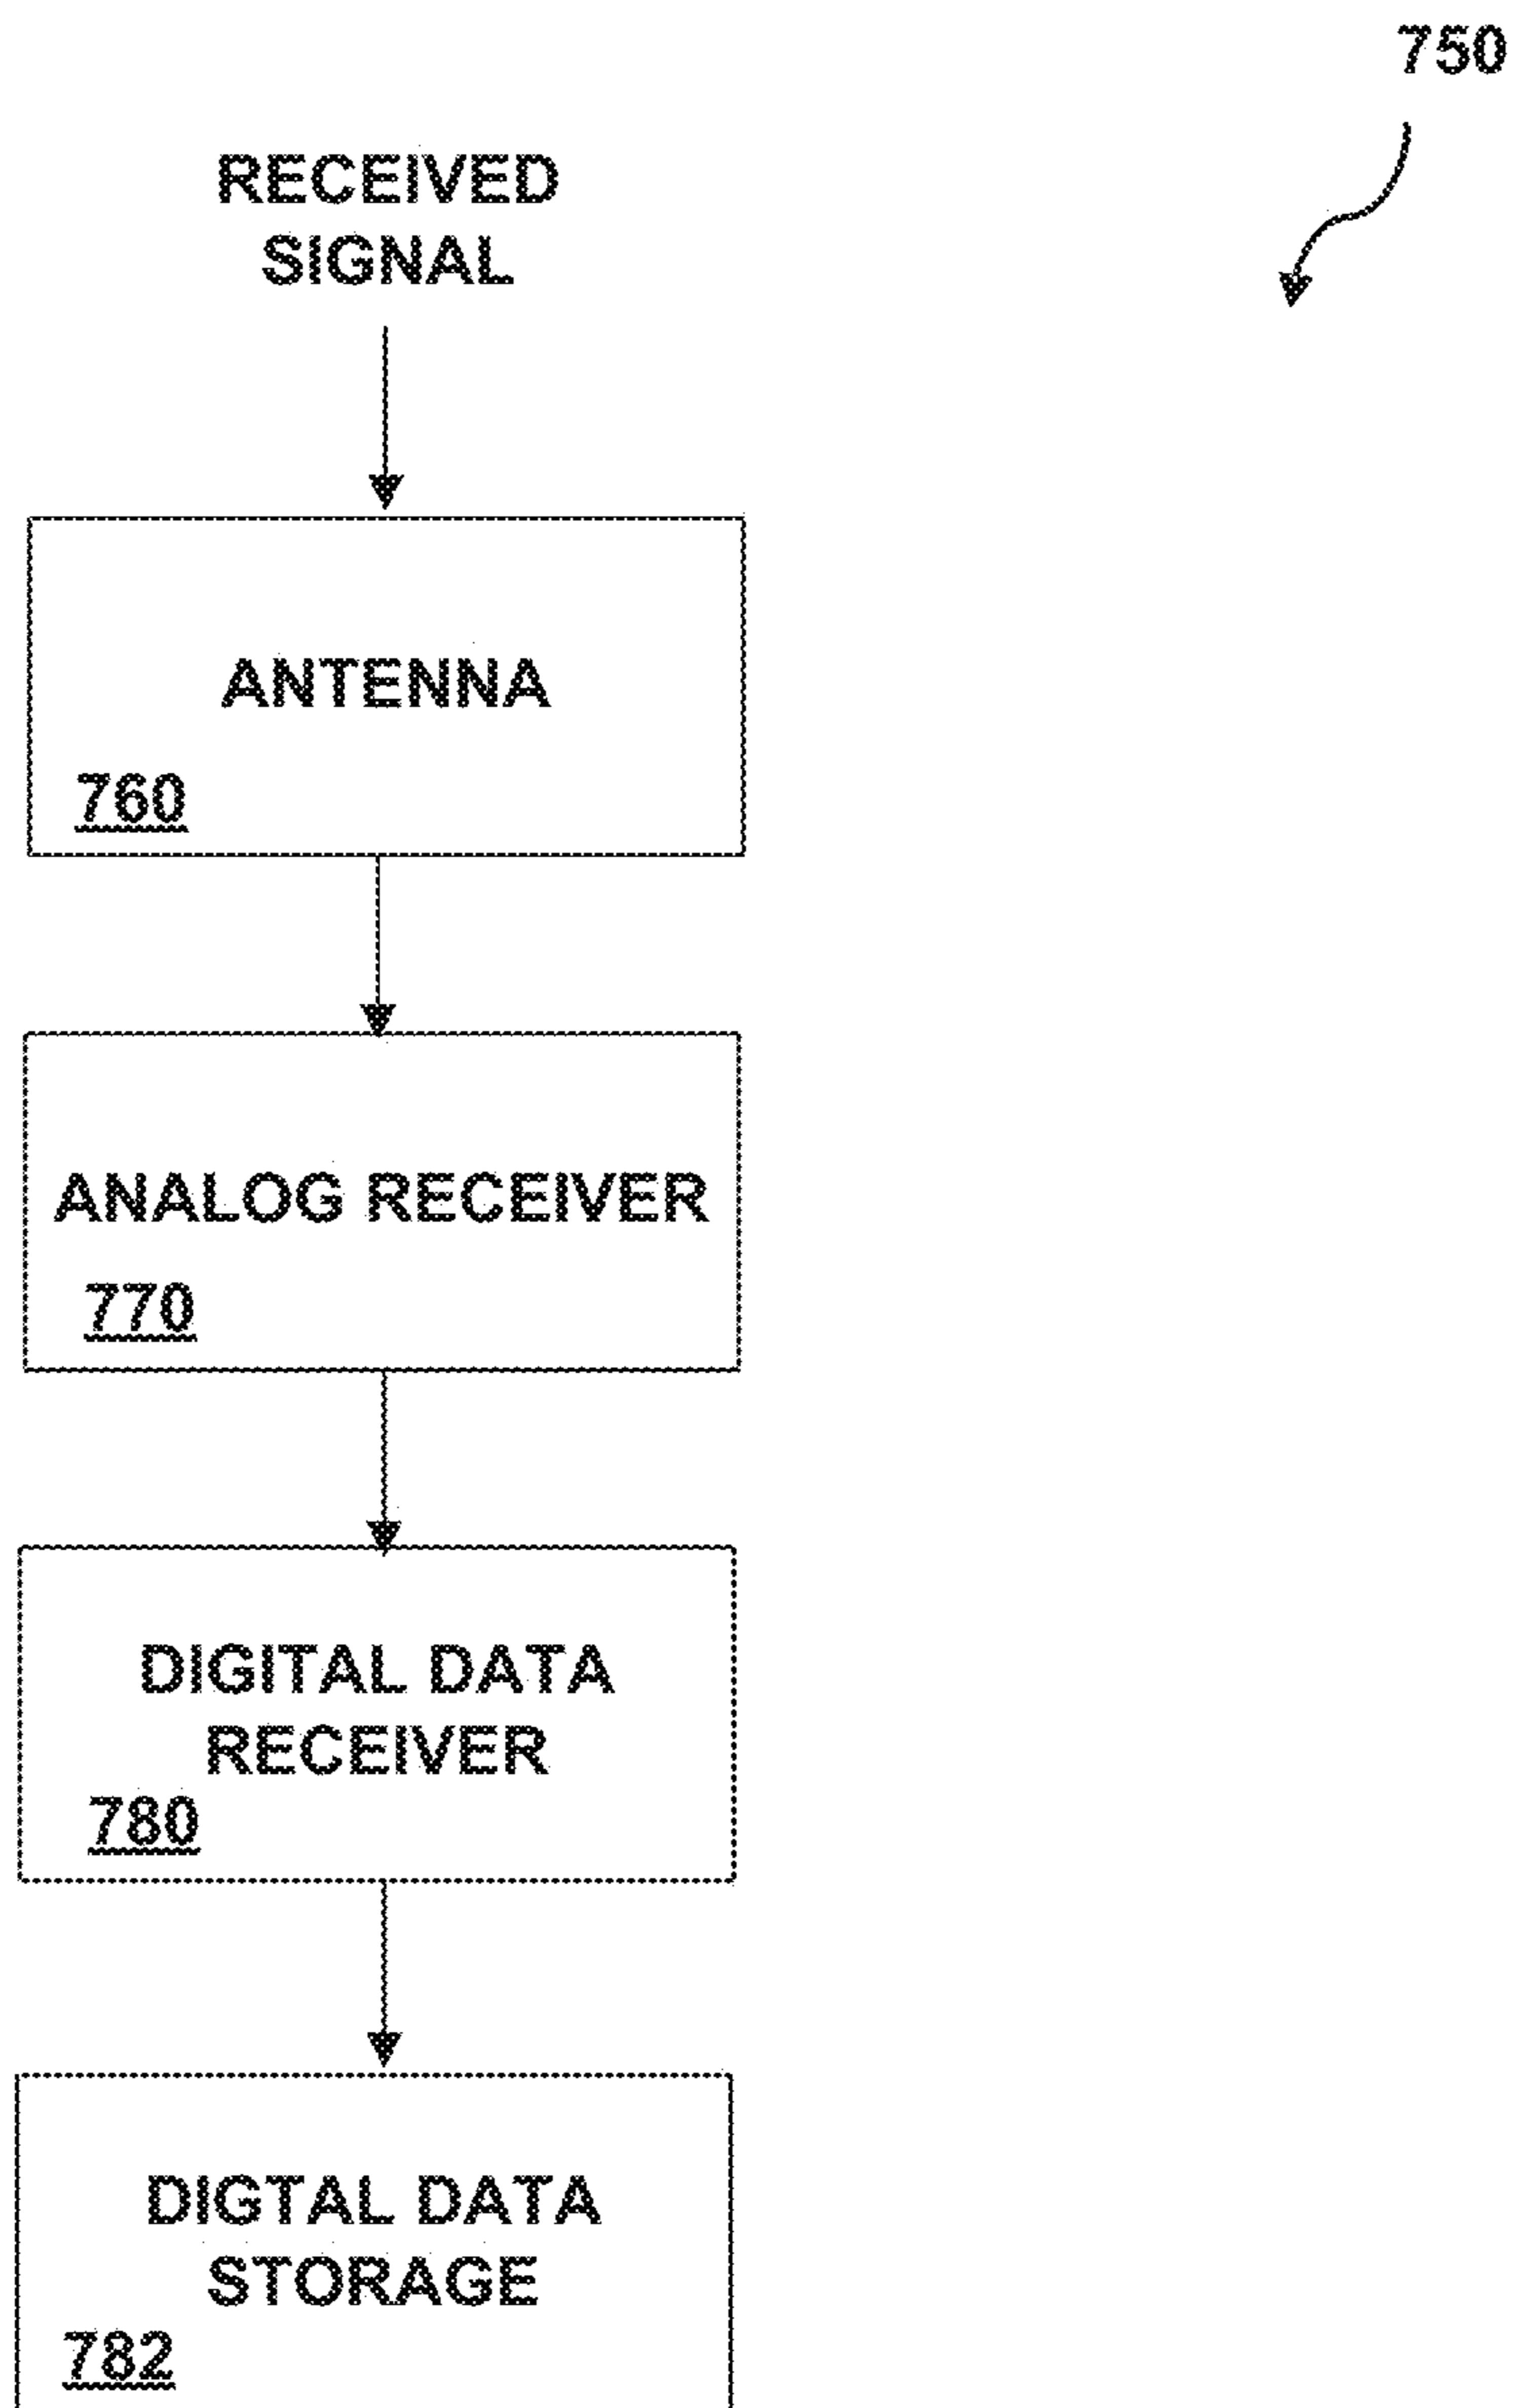 750
RECEIVED
SIGNAL
ANTENNA
760
ANALOG RECEIVER
770
DIGITAL DATA
RECEIVER
780
DIGTAL DATA
STORAGE
782